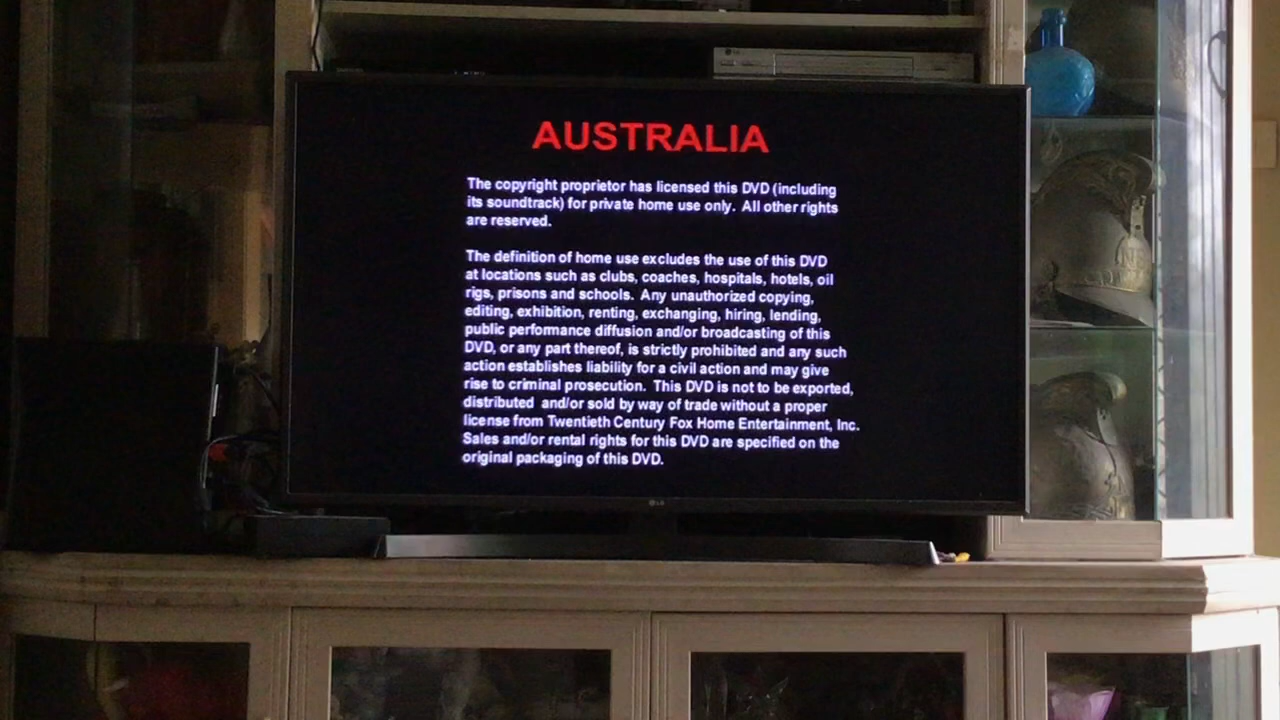 LG
AUSTRALIA
The copyright proprietor has licensed this DVD (including
its soundtrack) for private home use only. All other rights
are reserved.
The definition of home use excludes the use of this DVD
at locations such as clubs, coaches, hospitals, hotels, oil
rigs, prisons and schools. Any unauthorized copying,
editing, exhibition, renting, exchanging, hiring, lending,
public performance diffusion and/or broadcasting of this
DVD, or any part thereof, is strictly prohibited and any such
action establishes liability for a civil action and may give
rise to criminal prosecution. This DVD is not to be exported,
distributed and/or sold by way of trade without a proper
license from Twentieth Century Fox Home Entertainment, Inc.
Sales and/or rental rights for this DVD are specified on the
original packaging of this DVD.
LG